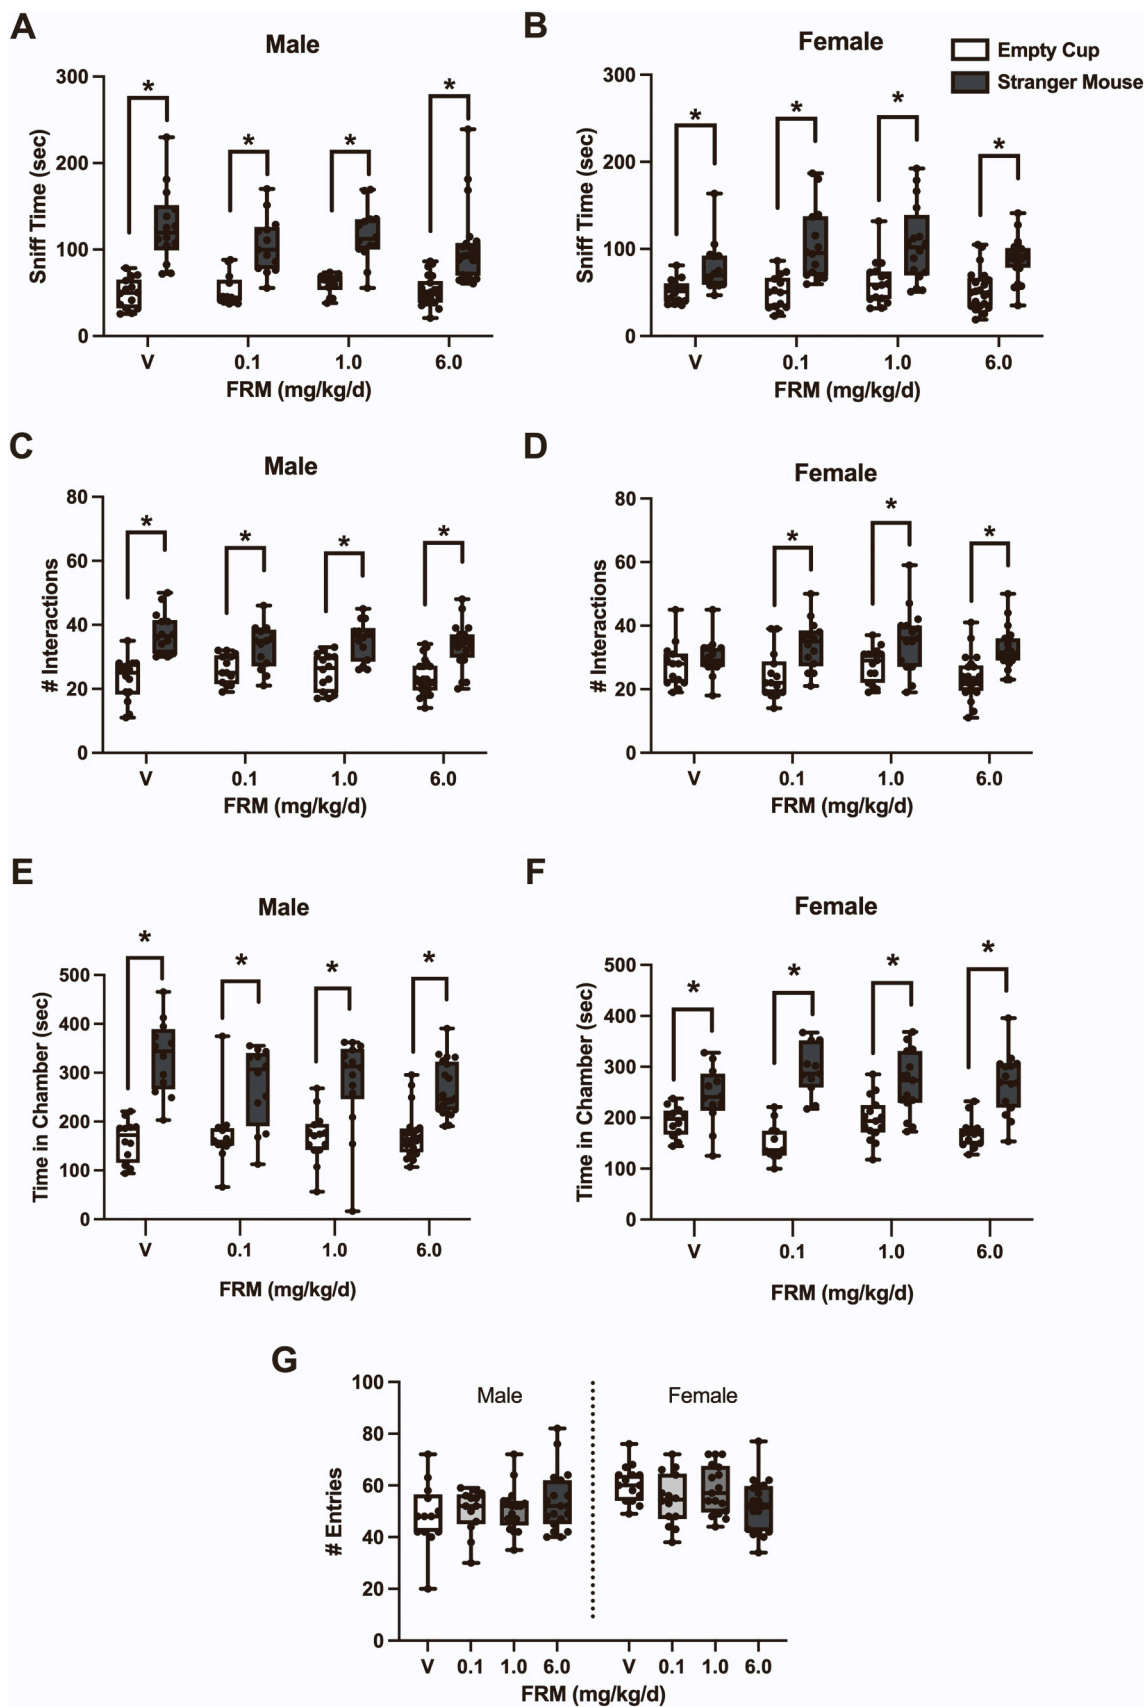 A
Male
300
200
100
0
Sniff Time (sec)
*
*
*
*
V
0.1
1.0
6.0
FRM (mg/kg/d)
B
Female
Empty Cup
Stranger Mouse
300
200
100
0
Sniff Time (sec)
*
*
*
*
V
0.1
1.0
6.0
FRM (mg/kg/d)
C
Male
80
60
40
20
0
# Interactions
*
*
*
*
V
0.1
1.0
6.0
FRM (mg/kg/d)
D
Female
80
60
40
20
0
# Interactions
*
*
*
V
0.1
1.0
6.0
FRM (mg/kg/d)
E
Male
500
400
300
200
100
0
Time in Chamber (sec)
*
*
*
*
V
0.1
1.0
6.0
FRM (mg/kg/d)
F
Female
500
400
300
200
100
0
Time in Chamber (sec)
*
*
*
*
V
0.1
1.0
6.0
FRM (mg/kg/d)
G
Male
Female
100
80
60
40
20
0
# Entries
V
0.1
1.0
6.0
V
0.1
1.0
6.0
FRM (mg/kg/d)